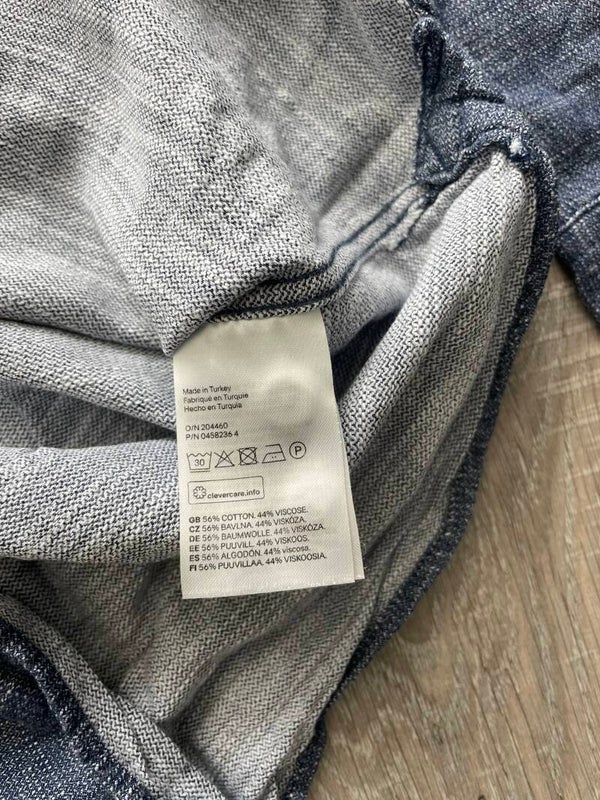 Made in Turkey
Fabriqué en Turquie
Hecho en Turquía
O/N 204460
P/N 0458236 4
30 P
clevercare.info
GB 56% COTTON. 44% VISCOSE.
CZ 56% BAVLNA. 44% VISKÓZA.
DE 56% BAUMWOLLE. 44% VISKOZA.
EE 56% PUUVILL. 44% VISKOOS.
ES 56% ALGODÓN. 44% viscosa.
FI 56% PUUVILLAA. 44% VISKOOSIA.